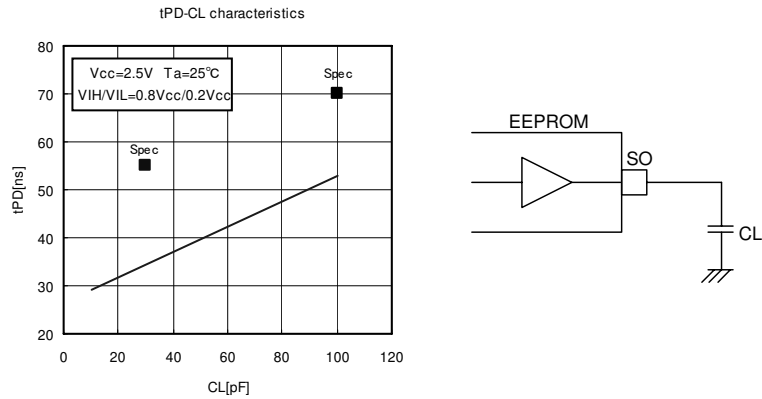 tPD-CL characteristics
80
70
60
50
40
30
20
tPD[ns]
Vcc=2.5V Ta=25℃
VIH/VIL=0.8Vcc/0.2Vcc
Spec
Spec
0 20 40 60 80 100 120
CL[pF]
EEPROM
SO
CL